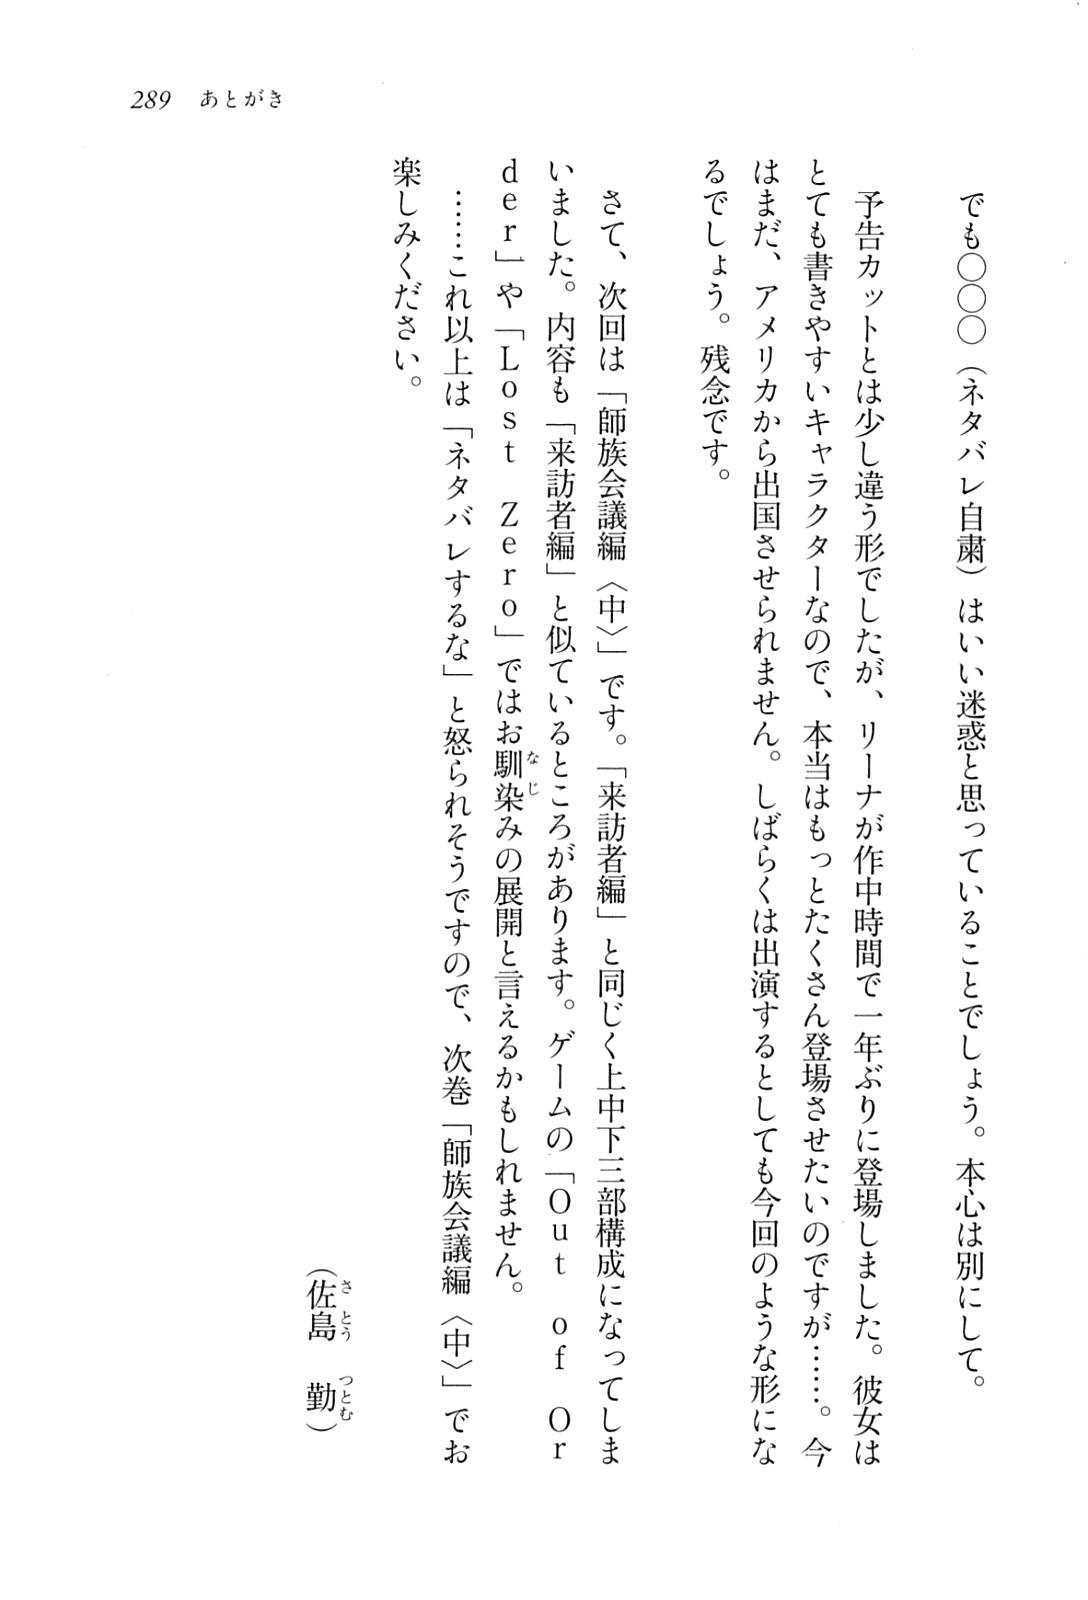 289 あとがき
でも○○○（ネタバレ自粛）はいい迷惑と思っていることでしょう。本心は別にして。
予告カットとは少し違う形でしたが、リーナが作中時間で一年ぶりに登場しました。彼女は
とても書きやすいキャラクターなので、本当はもっとたくさん登場させたいのですが……。今
はまだ、アメリカから出国させられません。しばらくは出演するとしても今回のような形にな
るでしょう。残念です。
さて、次回は「師族会議編〈中〉」です。「来訪者編」と同じく上中下三部構成になってしま
いました。内容も「来訪者編」と似ているところがあります。ゲームの「Out of Or
der」や「Lost Zero」ではお馴染みの展開と言えるかもしれません。
……これ以上は「ネタバレするな」と怒られそうですので、次巻「師族会議編〈中〉」でお
楽しみください。
（佐島 勤）